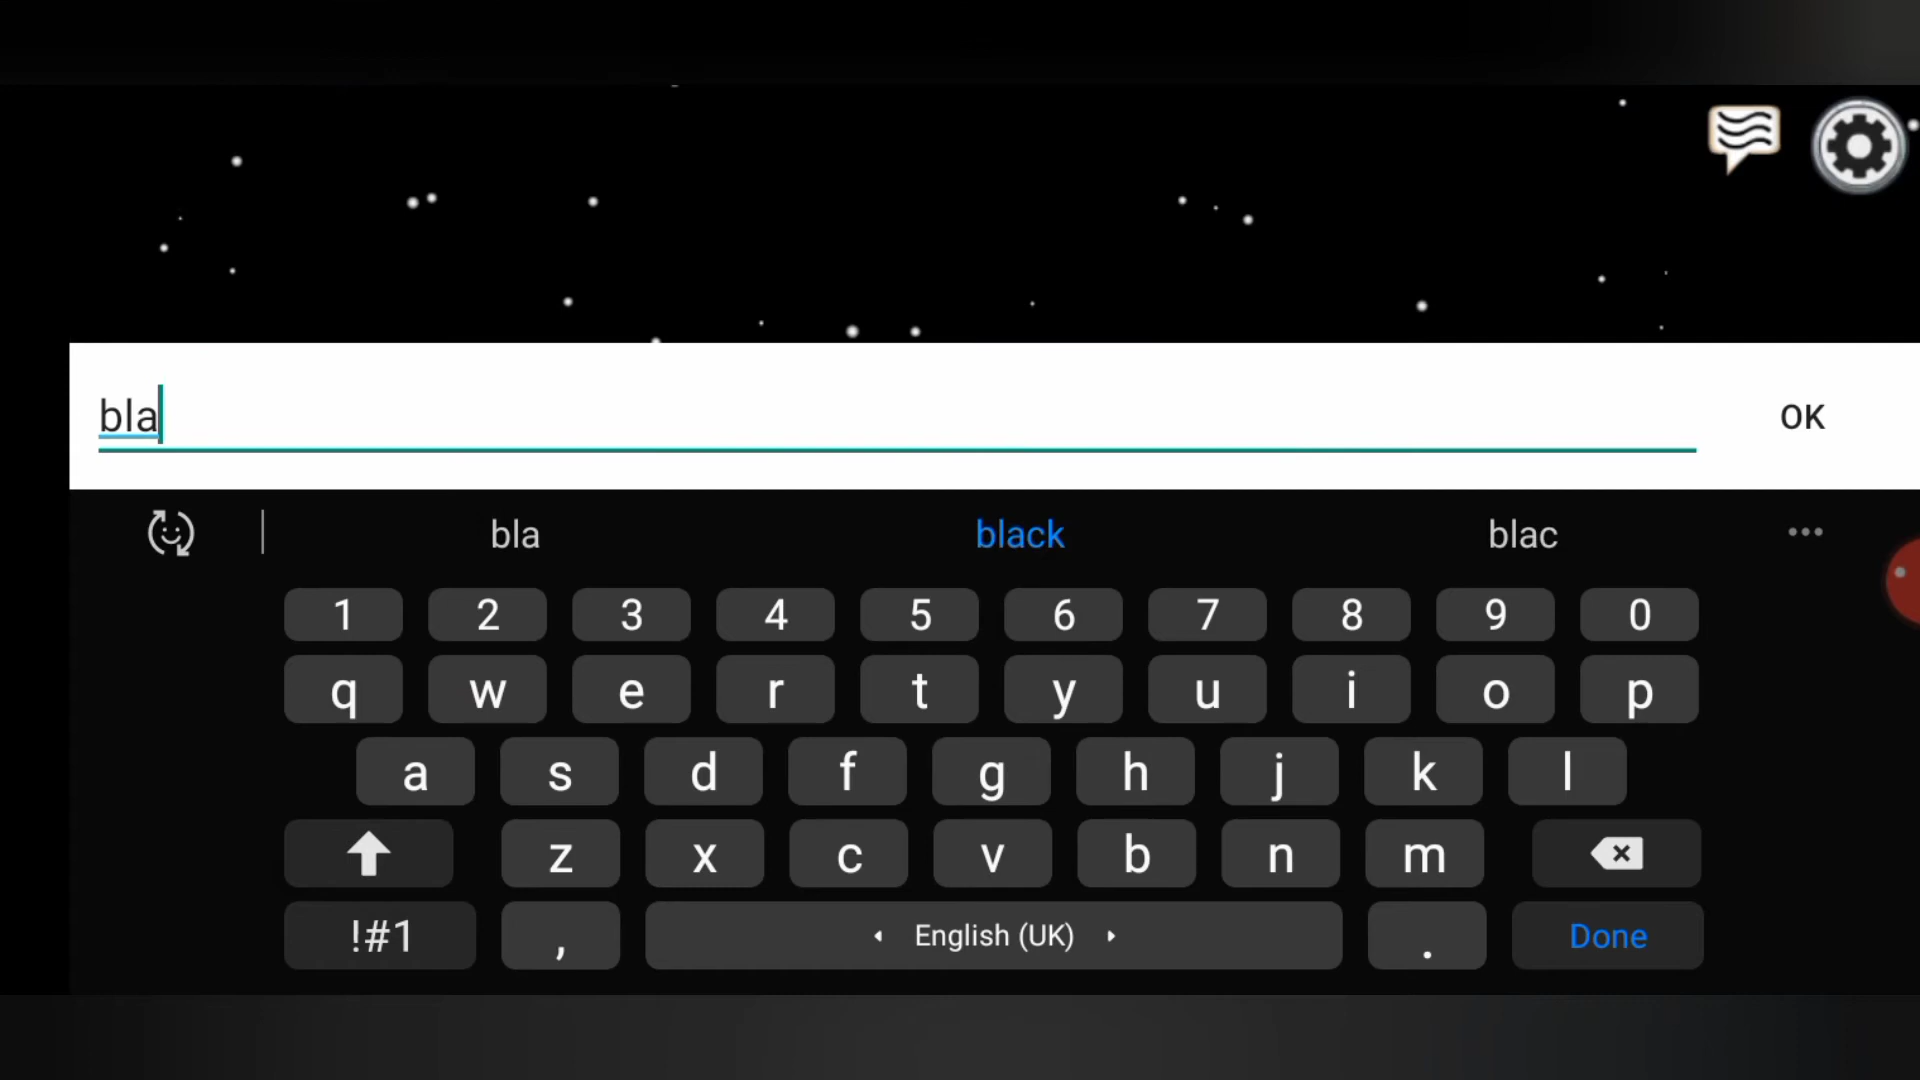 bla
OK
bla black blac
1 2 3 4 5 6 7 8 9 0
q w e r t y u i o p
a s d f g h j k l
z x c v b n m
!#1 , English (UK) . Done